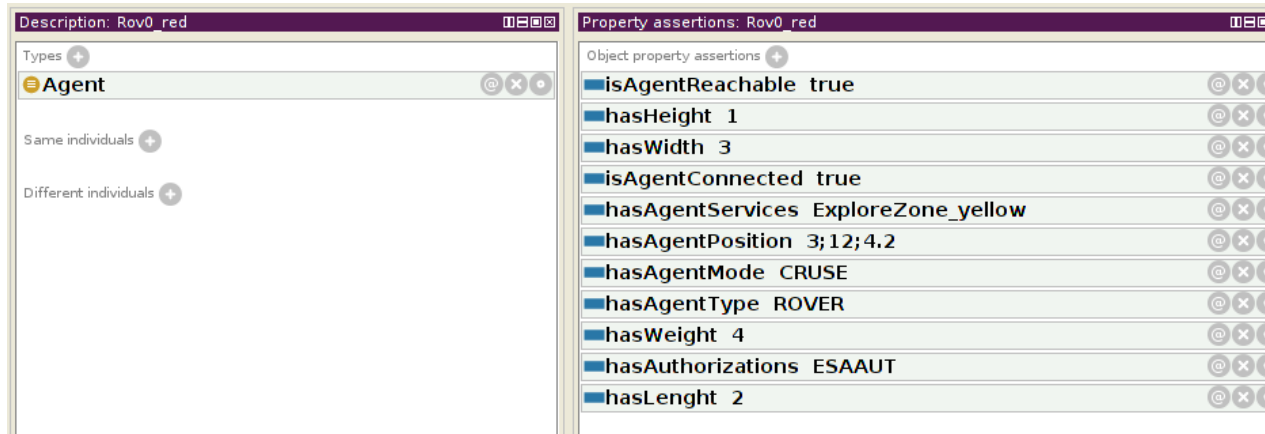 Description: Rov0_red
Types
Agent
Same individuals
Different individuals
Property assertions: Rov0_red
Object property assertions
isAgentReachable true
hasHeight 1
hasWidth 3
isAgentConnected true
hasAgentServices ExploreZone_yellow
hasAgentPosition 3;12;4.2
hasAgentMode CRUSE
hasAgentType ROVER
hasWeight 4
hasAuthorizations ESAAUT
hasLenght 2